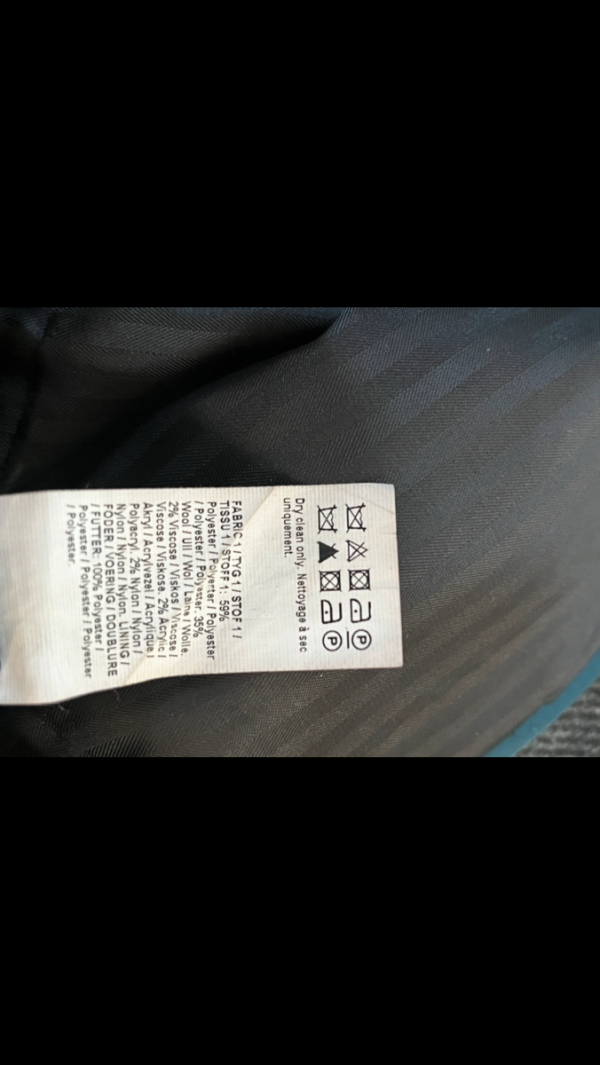 P P
Dry clean only. Nettoyage à sec
uniquement.
FABRIC 1 / TYG 1 / STOF 1 /
TISSU 1 / STOFF 1: 59%
Polyester / Polyester / Polyester
/ Polyester / Polyester. 35%
Wool / Ull / Wol / Laine / Wolle.
2% Viscose / Viskos / Viscose /
Viscose / Viskose. 2% Acrylic /
Akryl / Acrylvezel / Acrylique /
Polyacryl. 2% Nylon / Nylon /
Nylon / Nylon / Nylon. LINING /
FODER / VOERING / DOUBLURE
/ FUTTER: 100% Polyester /
Polyester / Polyester / Polyester
/ Polyester.